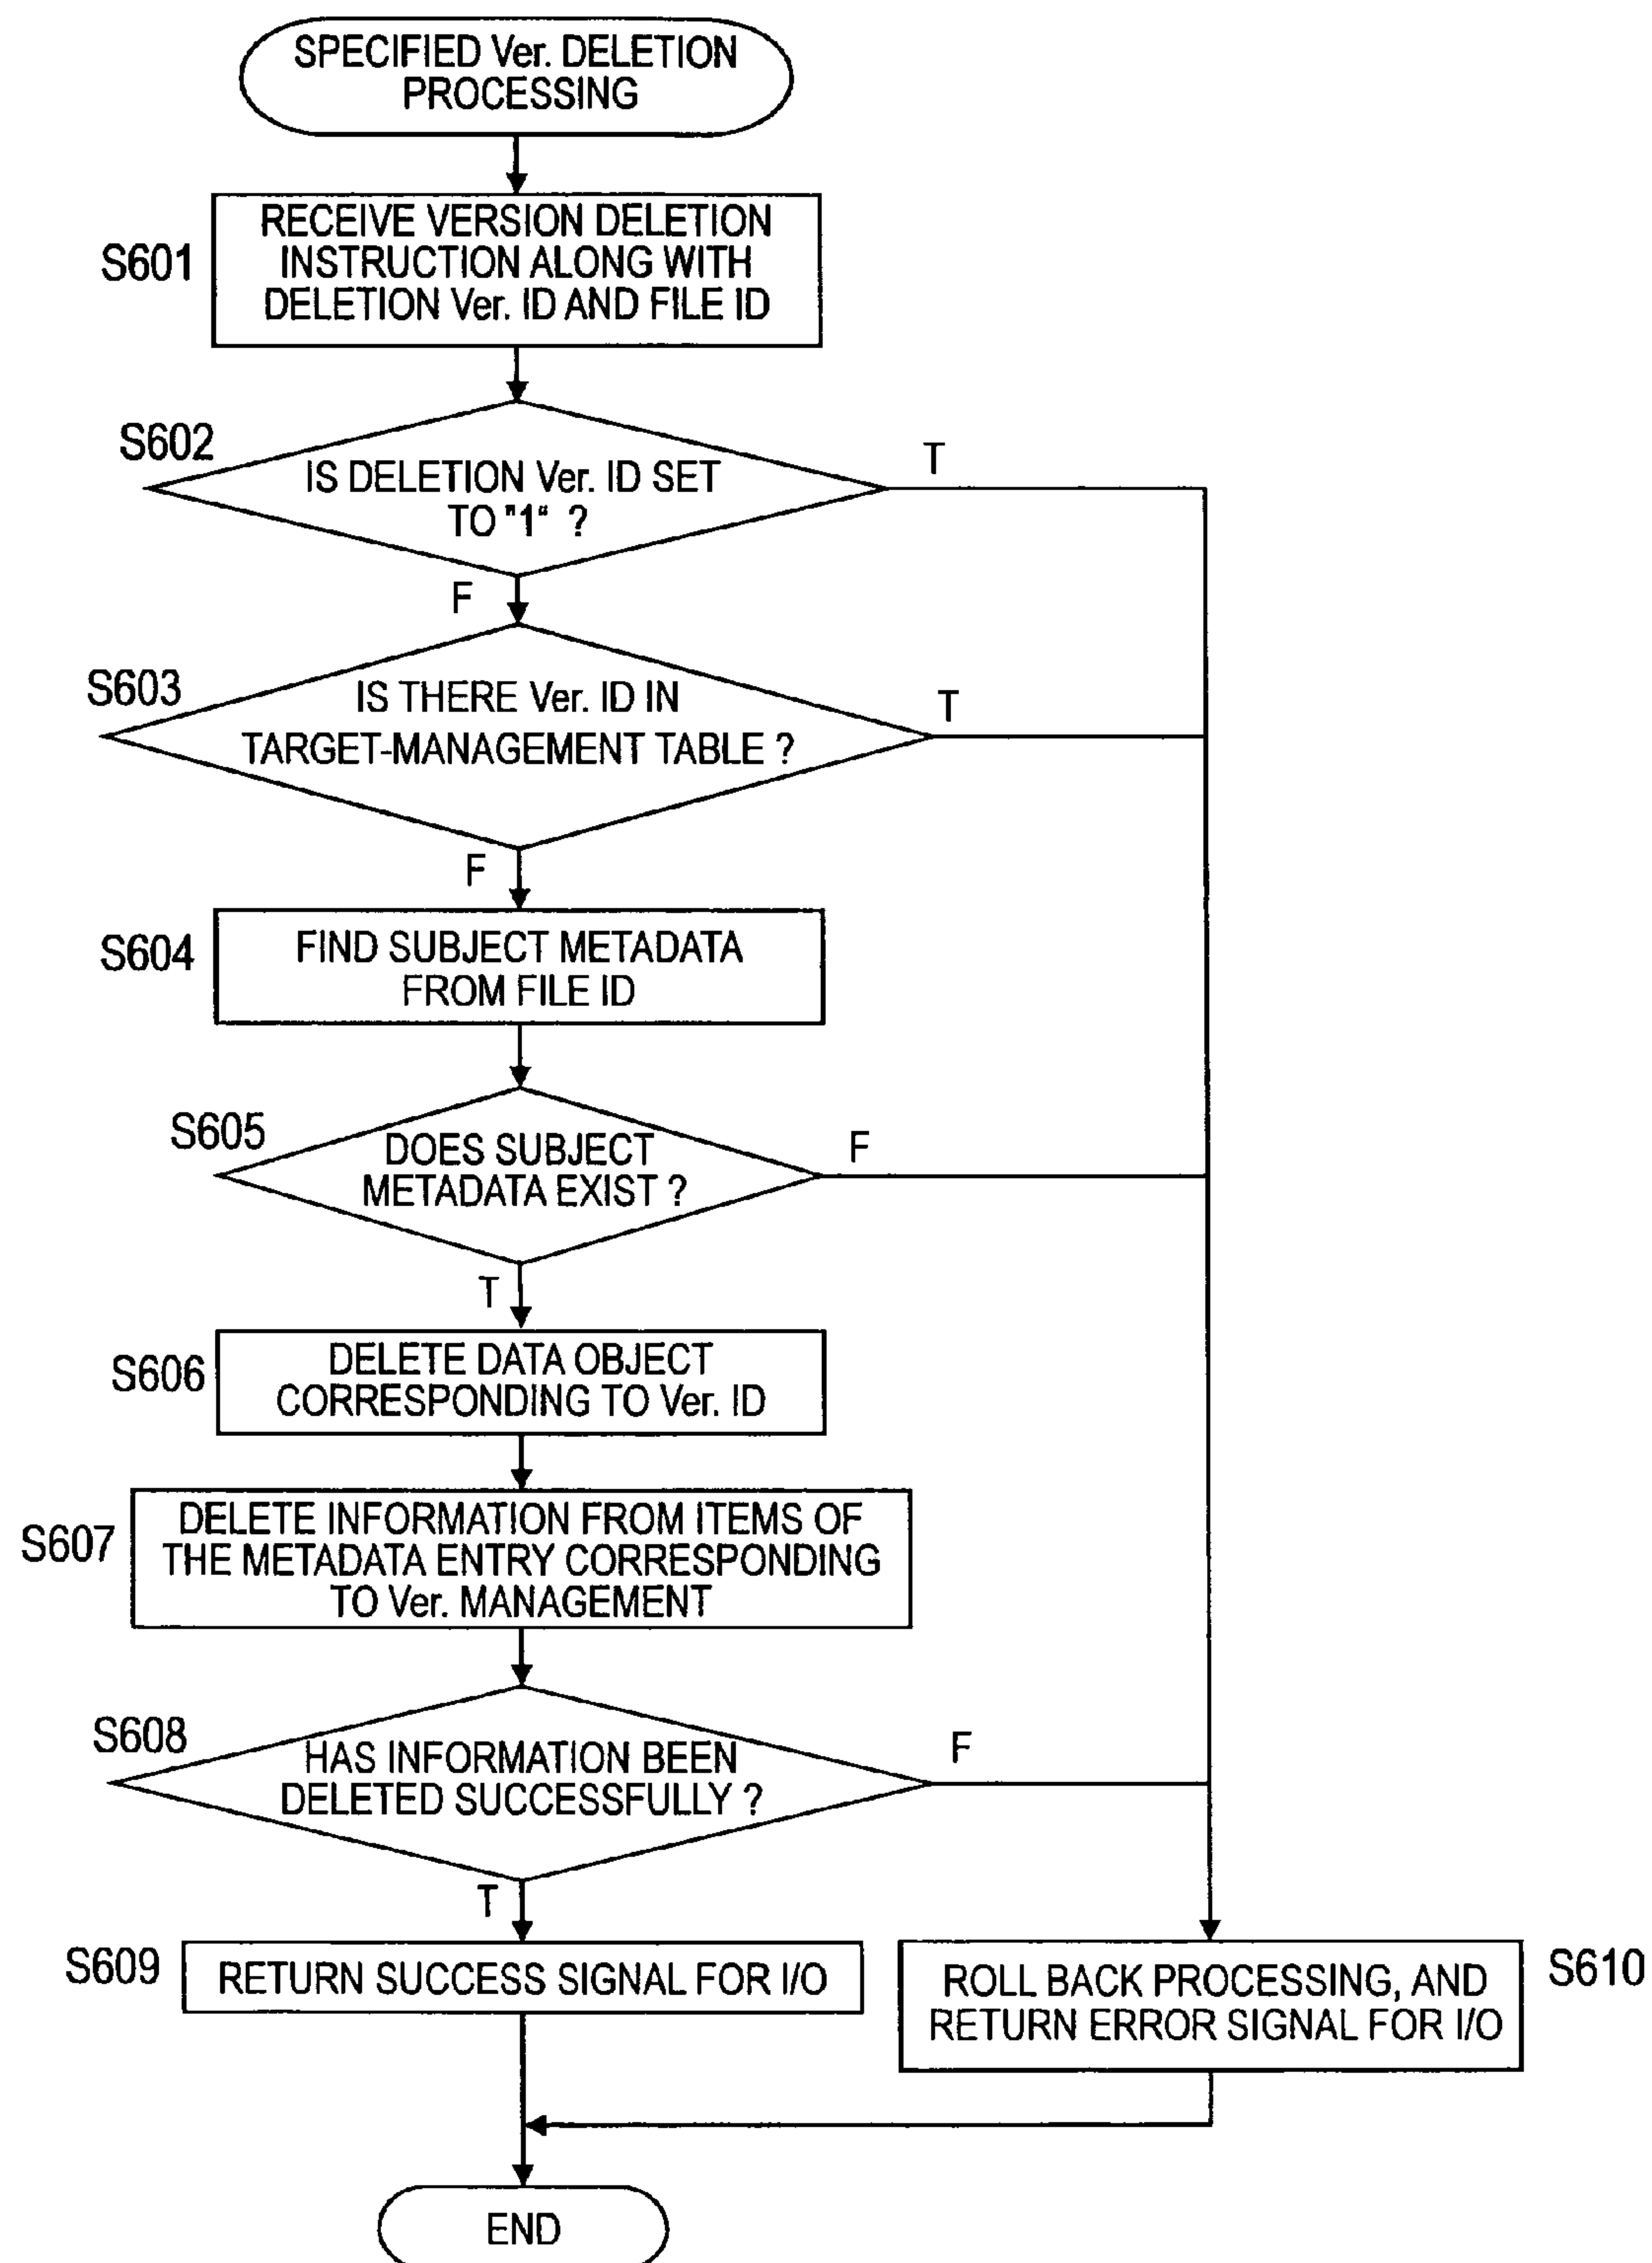 SPECIFIED Ver. DELETION
PROCESSING
S601
RECEIVE VERSION DELETION
INSTRUCTION ALONG WITH
DELETION Ver. ID AND FILE ID
S602
IS DELETION Ver. ID SET
TO "1" ?
T
F
S603
IS THERE Ver. ID IN
TARGET-MANAGEMENT TABLE ?
T
F
S604
FIND SUBJECT METADATA
FROM FILE ID
S605
DOES SUBJECT
METADATA EXIST ?
F
T
S606
DELETE DATA OBJECT
CORRESPONDING TO Ver. ID
S607
DELETE INFORMATION FROM ITEMS OF
THE METADATA ENTRY CORRESPONDING
TO Ver. MANAGEMENT
S608
HAS INFORMATION BEEN
DELETED SUCCESSFULLY ?
F
T
S609
RETURN SUCCESS SIGNAL FOR I/O
ROLL BACK PROCESSING, AND
RETURN ERROR SIGNAL FOR I/O
S610
END